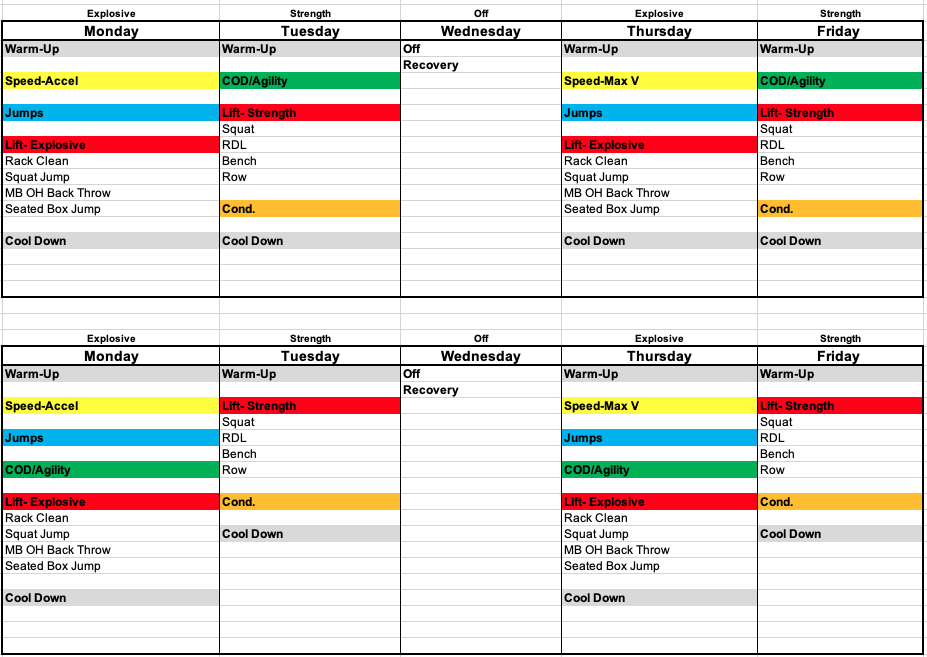 Explosive Strength Off Explosive Strength
Monday Tuesday Wednesday Thursday Friday
Warm-Up Warm-Up Off Warm-Up Warm-Up
Recovery
Speed-Accel COD/Agility Speed-Max V COD/Agility
Jumps Lift- Strength Jumps Lift- Strength
Squat Squat
Lift- Explosive RDL Lift- Explosive RDL
Rack Clean Bench Rack Clean Bench
Squat Jump Row Squat Jump Row
MB OH Back Throw MB OH Back Throw
Seated Box Jump Cond. Seated Box Jump Cond.
Cool Down Cool Down Cool Down Cool Down
Explosive Strength Off Explosive Strength
Monday Tuesday Wednesday Thursday Friday
Warm-Up Warm-Up Off Warm-Up Warm-Up
Recovery
Speed-Accel Lift- Strength Speed-Max V Lift- Strength
Squat Squat
Jumps RDL Jumps RDL
Bench Bench
COD/Agility Row COD/Agility Row
Lift- Explosive Cond. Lift- Explosive Cond.
Rack Clean Rack Clean
Squat Jump Cool Down Squat Jump Cool Down
MB OH Back Throw MB OH Back Throw
Seated Box Jump Seated Box Jump
Cool Down Cool Down